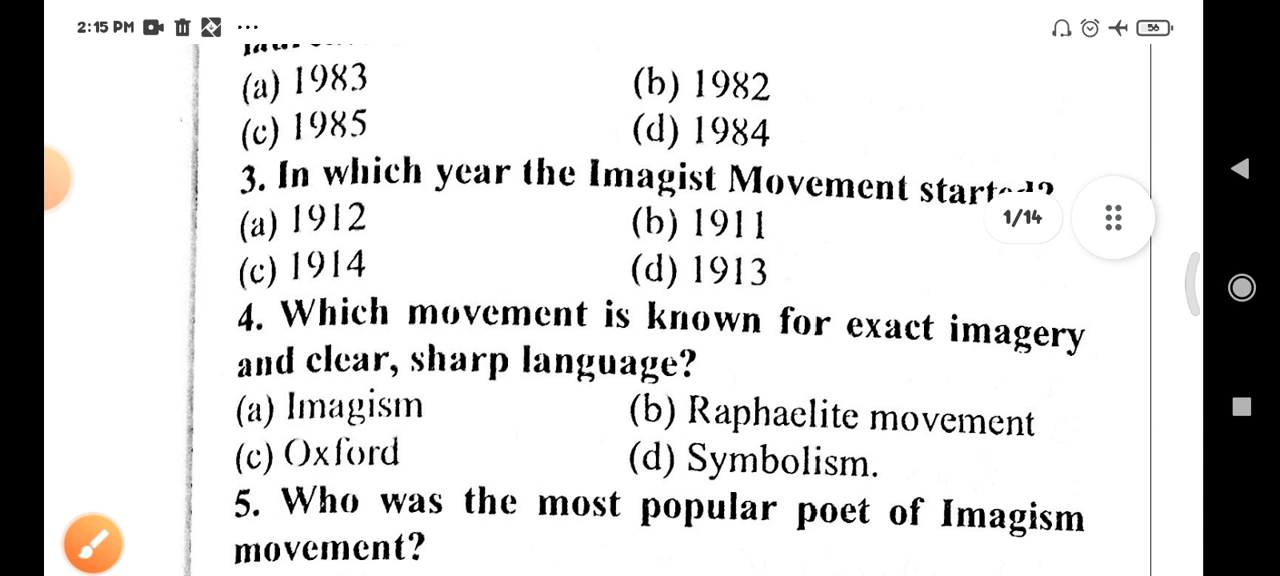 2:15 PM ...
56
(a) 1983 (b) 1982
(c) 1985 (d) 1984
3. In which year the Imagist Movement started?
1/14
(a) 1912 (b) 1911
(c) 1914 (d) 1913
4. Which movement is known for exact imagery
and clear, sharp language?
(a) Imagism (b) Raphaelite movement
(c) Oxford (d) Symbolism.
5. Who was the most popular poet of Imagism
movement?